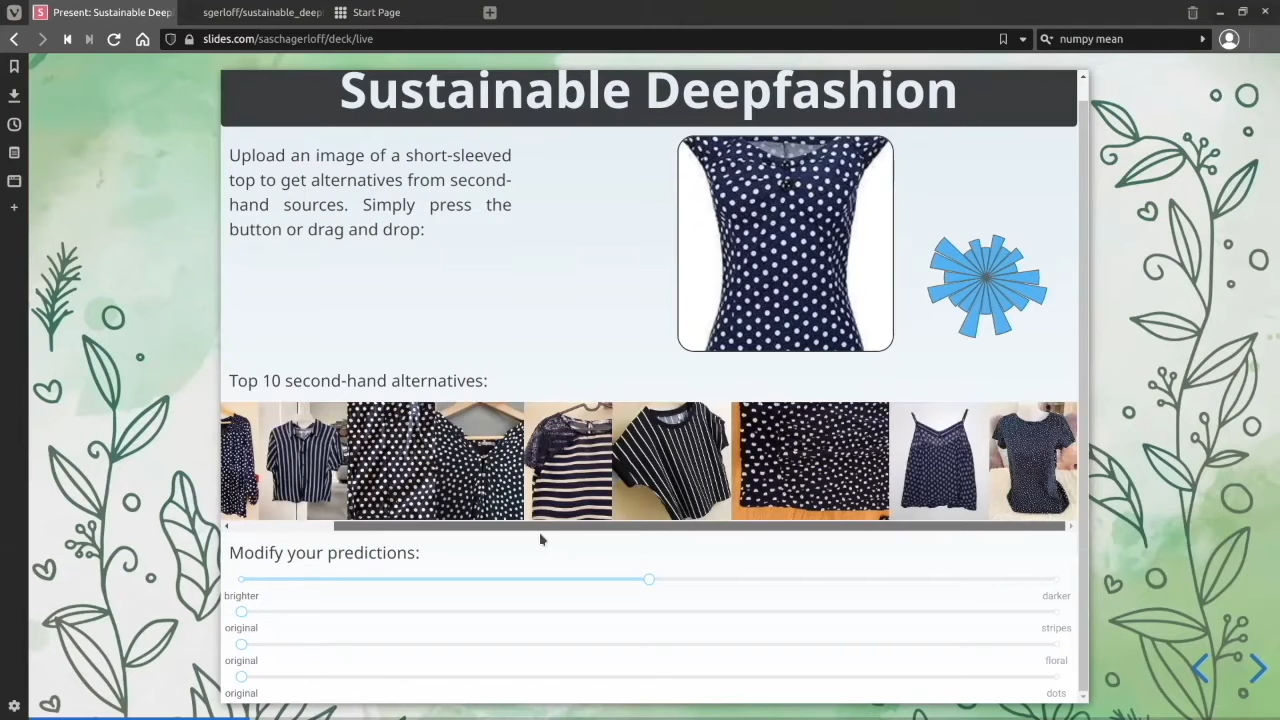 Present: Sustainable Deep
sgerloff/sustainable_deepf
Start Page
slides.com/saschagerloff/deck/live
numpy mean
Sustainable Deepfashion
Upload an image of a short-sleeved
top to get alternatives from second-
hand sources. Simply press the
button or drag and drop:
Top 10 second-hand alternatives:
Modify your predictions:
brighter
darker
original
stripes
original
floral
original
dots